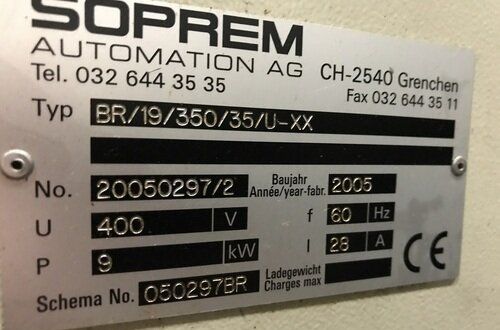 SOPREM
AUTOMATION AG CH-2540 Grenchen
Tel. 032 644 35 35 Fax 032 644 35 11
Typ BR/19/350/35/U-XX
No. 20050297/2 Baujahr Année/year-fabr. 2005
U 400 V f 60 Hz
P 9 kW I 28 A
Schema No. 050297BR Ladegewicht Charges max
CE